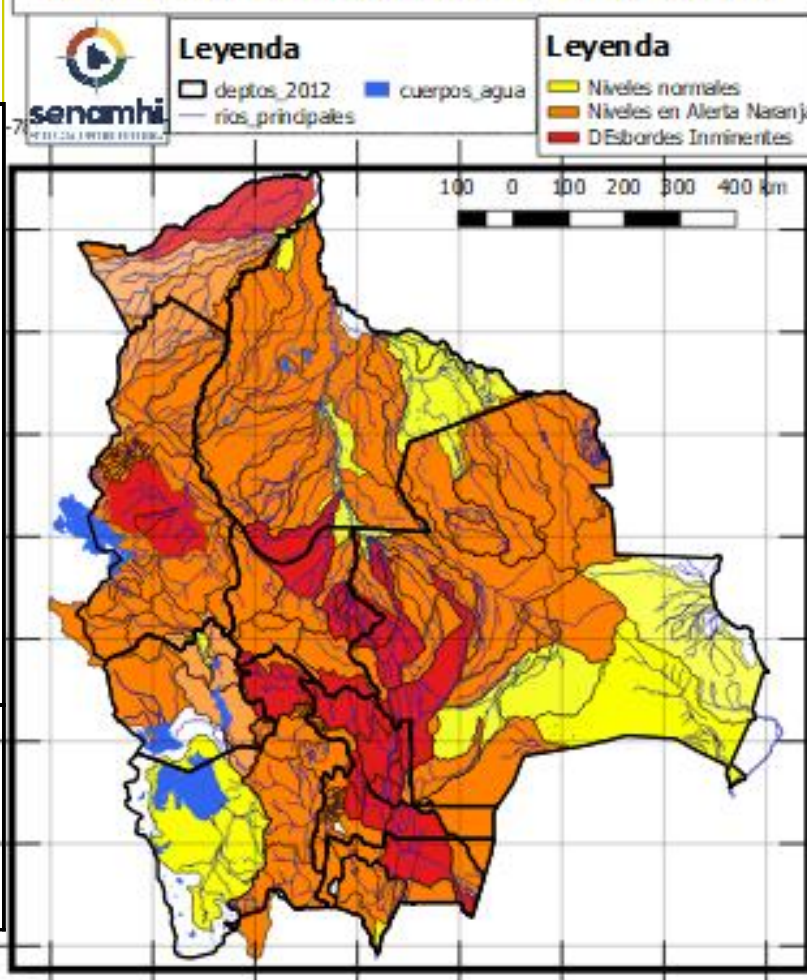 senamhi
Leyenda
deptos_2012 cuerpos_agua
rios_principales
Leyenda
Niveles normales
Niveles en Alerta Naranja
DEsbordes Inminentes
100 0 100 200 300 400 km